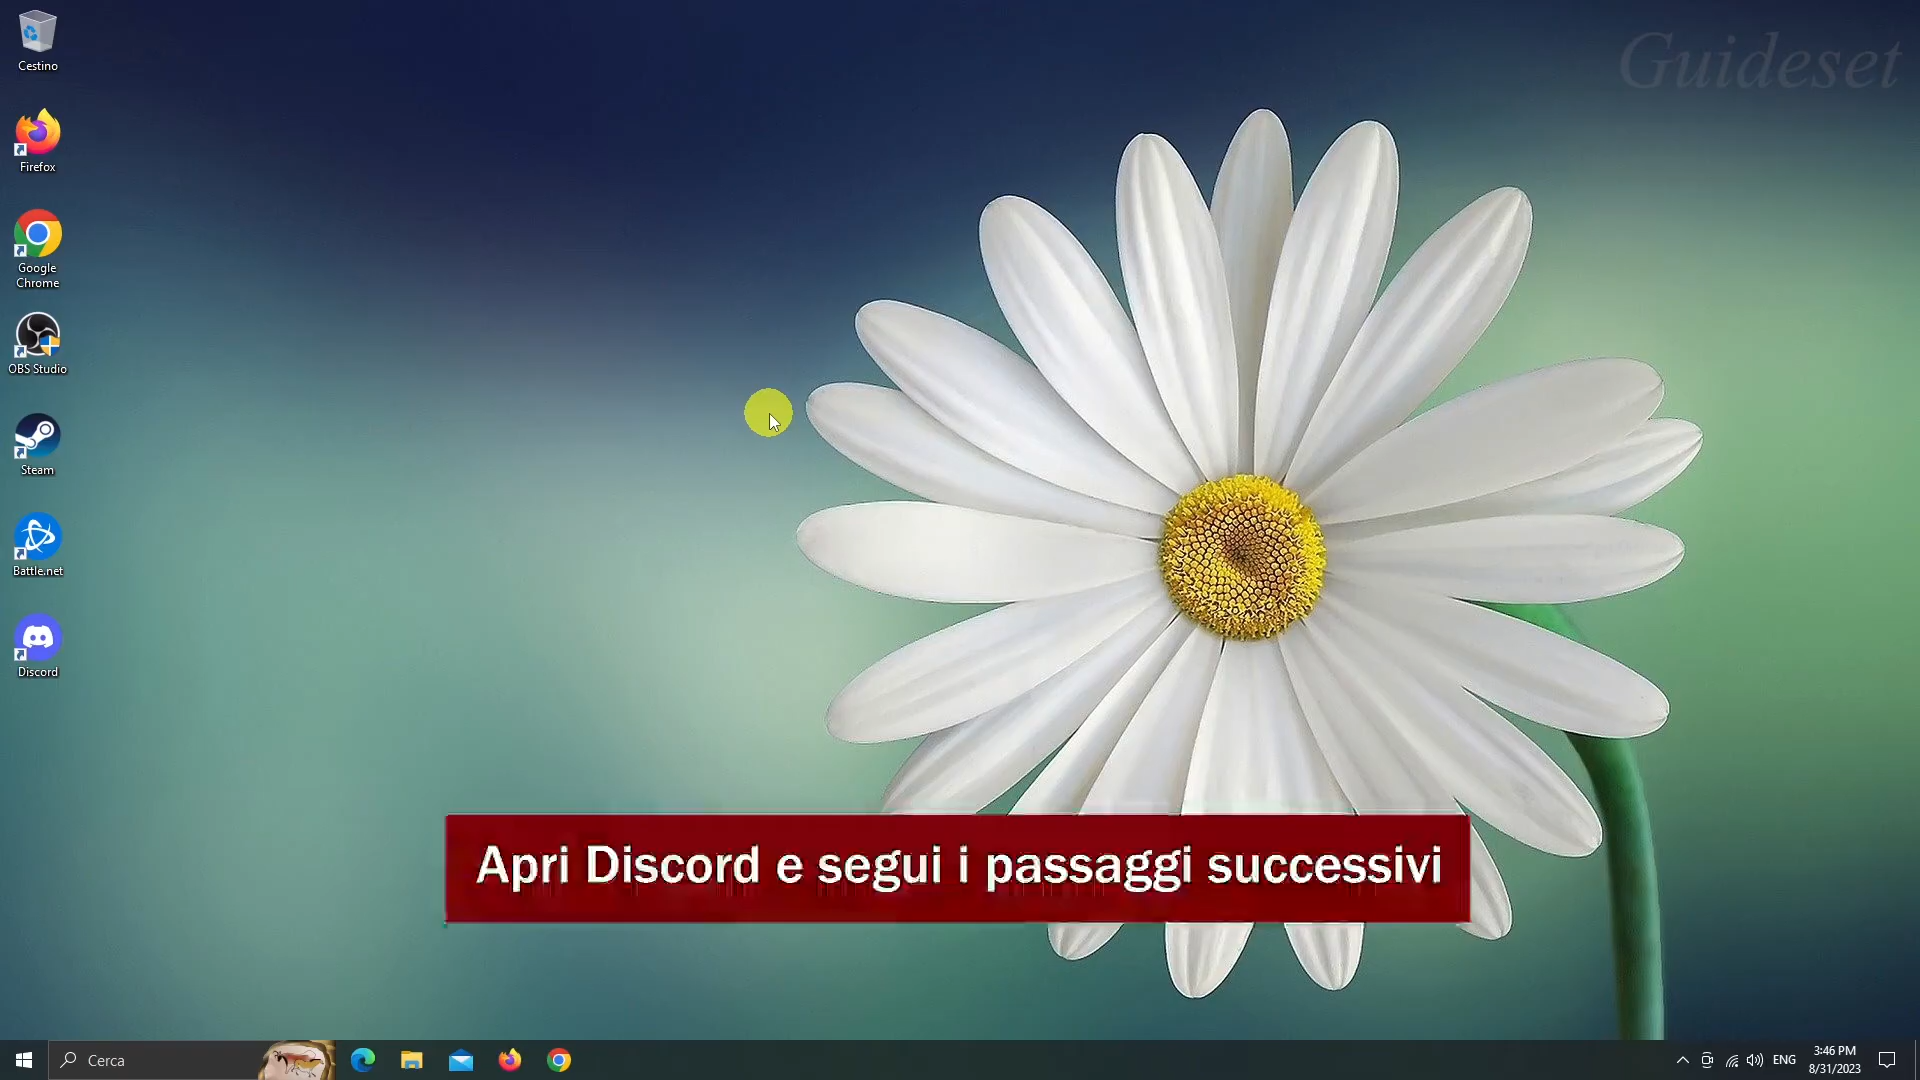 Guideset
Cestino
Firefox
Google
Chrome
OBS Studio
Steam
Battle.net
Discord
Apri Discord e segui i passaggi successivi
Cerca
ENG
3:46 PM
8/31/2023